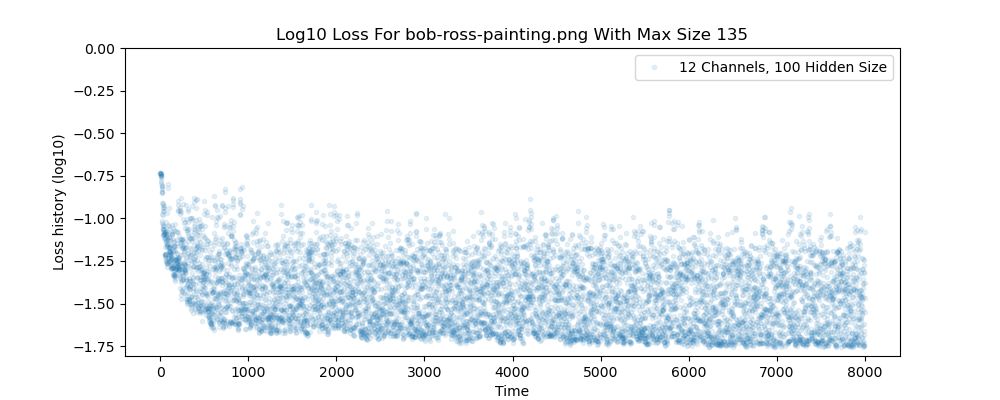 Log10 Loss For bob-ross-painting.png With Max Size 135
12 Channels, 100 Hidden Size
Loss history (log10)
0.00
−0.25
−0.50
−0.75
−1.00
−1.25
−1.50
−1.75
0 1000 2000 3000 4000 5000 6000 7000 8000
Time